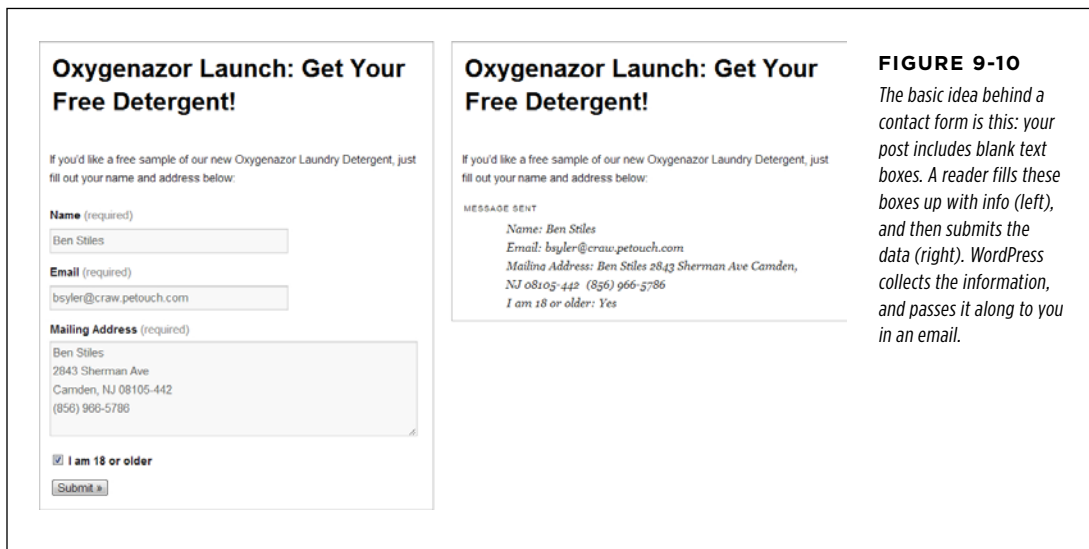 Oxygenazor Launch: Get Your
Free Detergent!
If you'd like a free sample of our new Oxygenazor Laundry Detergent, just
fill out your name and address below:
Name (required)
Ben Stiles
Email (required)
bsyler@craw.petouch.com
Mailing Address (required)
Ben Stiles
2843 Sherman Ave
Camden, NJ 08105-442
(856) 966-5786
I am 18 or older
Submit »
Oxygenazor Launch: Get Your
Free Detergent!
If you'd like a free sample of our new Oxygenazor Laundry Detergent, just
fill out your name and address below:
MESSAGE SENT
Name: Ben Stiles
Email: bsyler@craw.petouch.com
Mailing Address: Ben Stiles 2843 Sherman Ave Camden,
NJ 08105-442 (856) 966-5786
I am 18 or older: Yes
FIGURE 9-10
The basic idea behind a
contact form is this: your
post includes blank text
boxes. A reader fills these
boxes up with info (left),
and then submits the
data (right). WordPress
collects the information,
and passes it along to you
in an email.